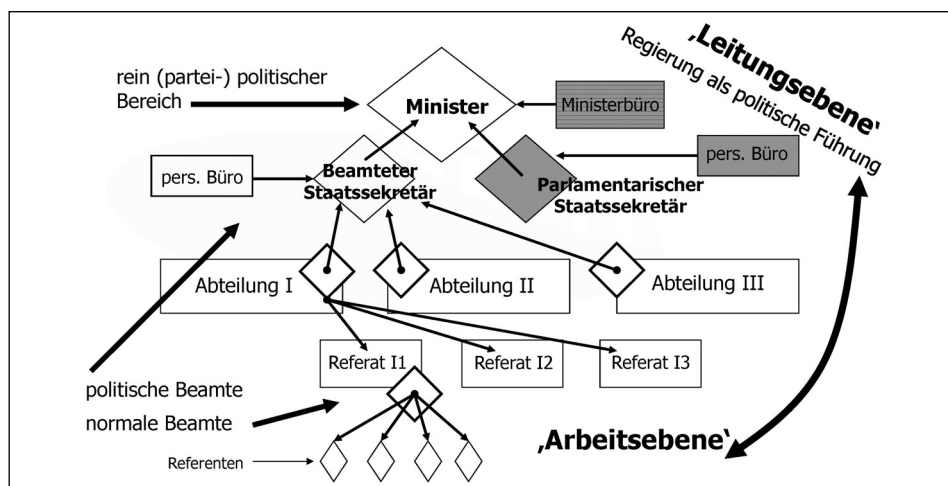 rein (partei-) politischer
Bereich
Minister
Ministerbüro
‚Leitungsebene‘
Regierung als politische Führung
pers. Büro
Beamteter
Staatssekretär
Parlamentarischer
Staatssekretär
pers. Büro
Abteilung I
Abteilung II
Abteilung III
Referat I1
Referat I2
Referat I3
politische Beamte
normale Beamte
‚Arbeitsebene‘
Referenten